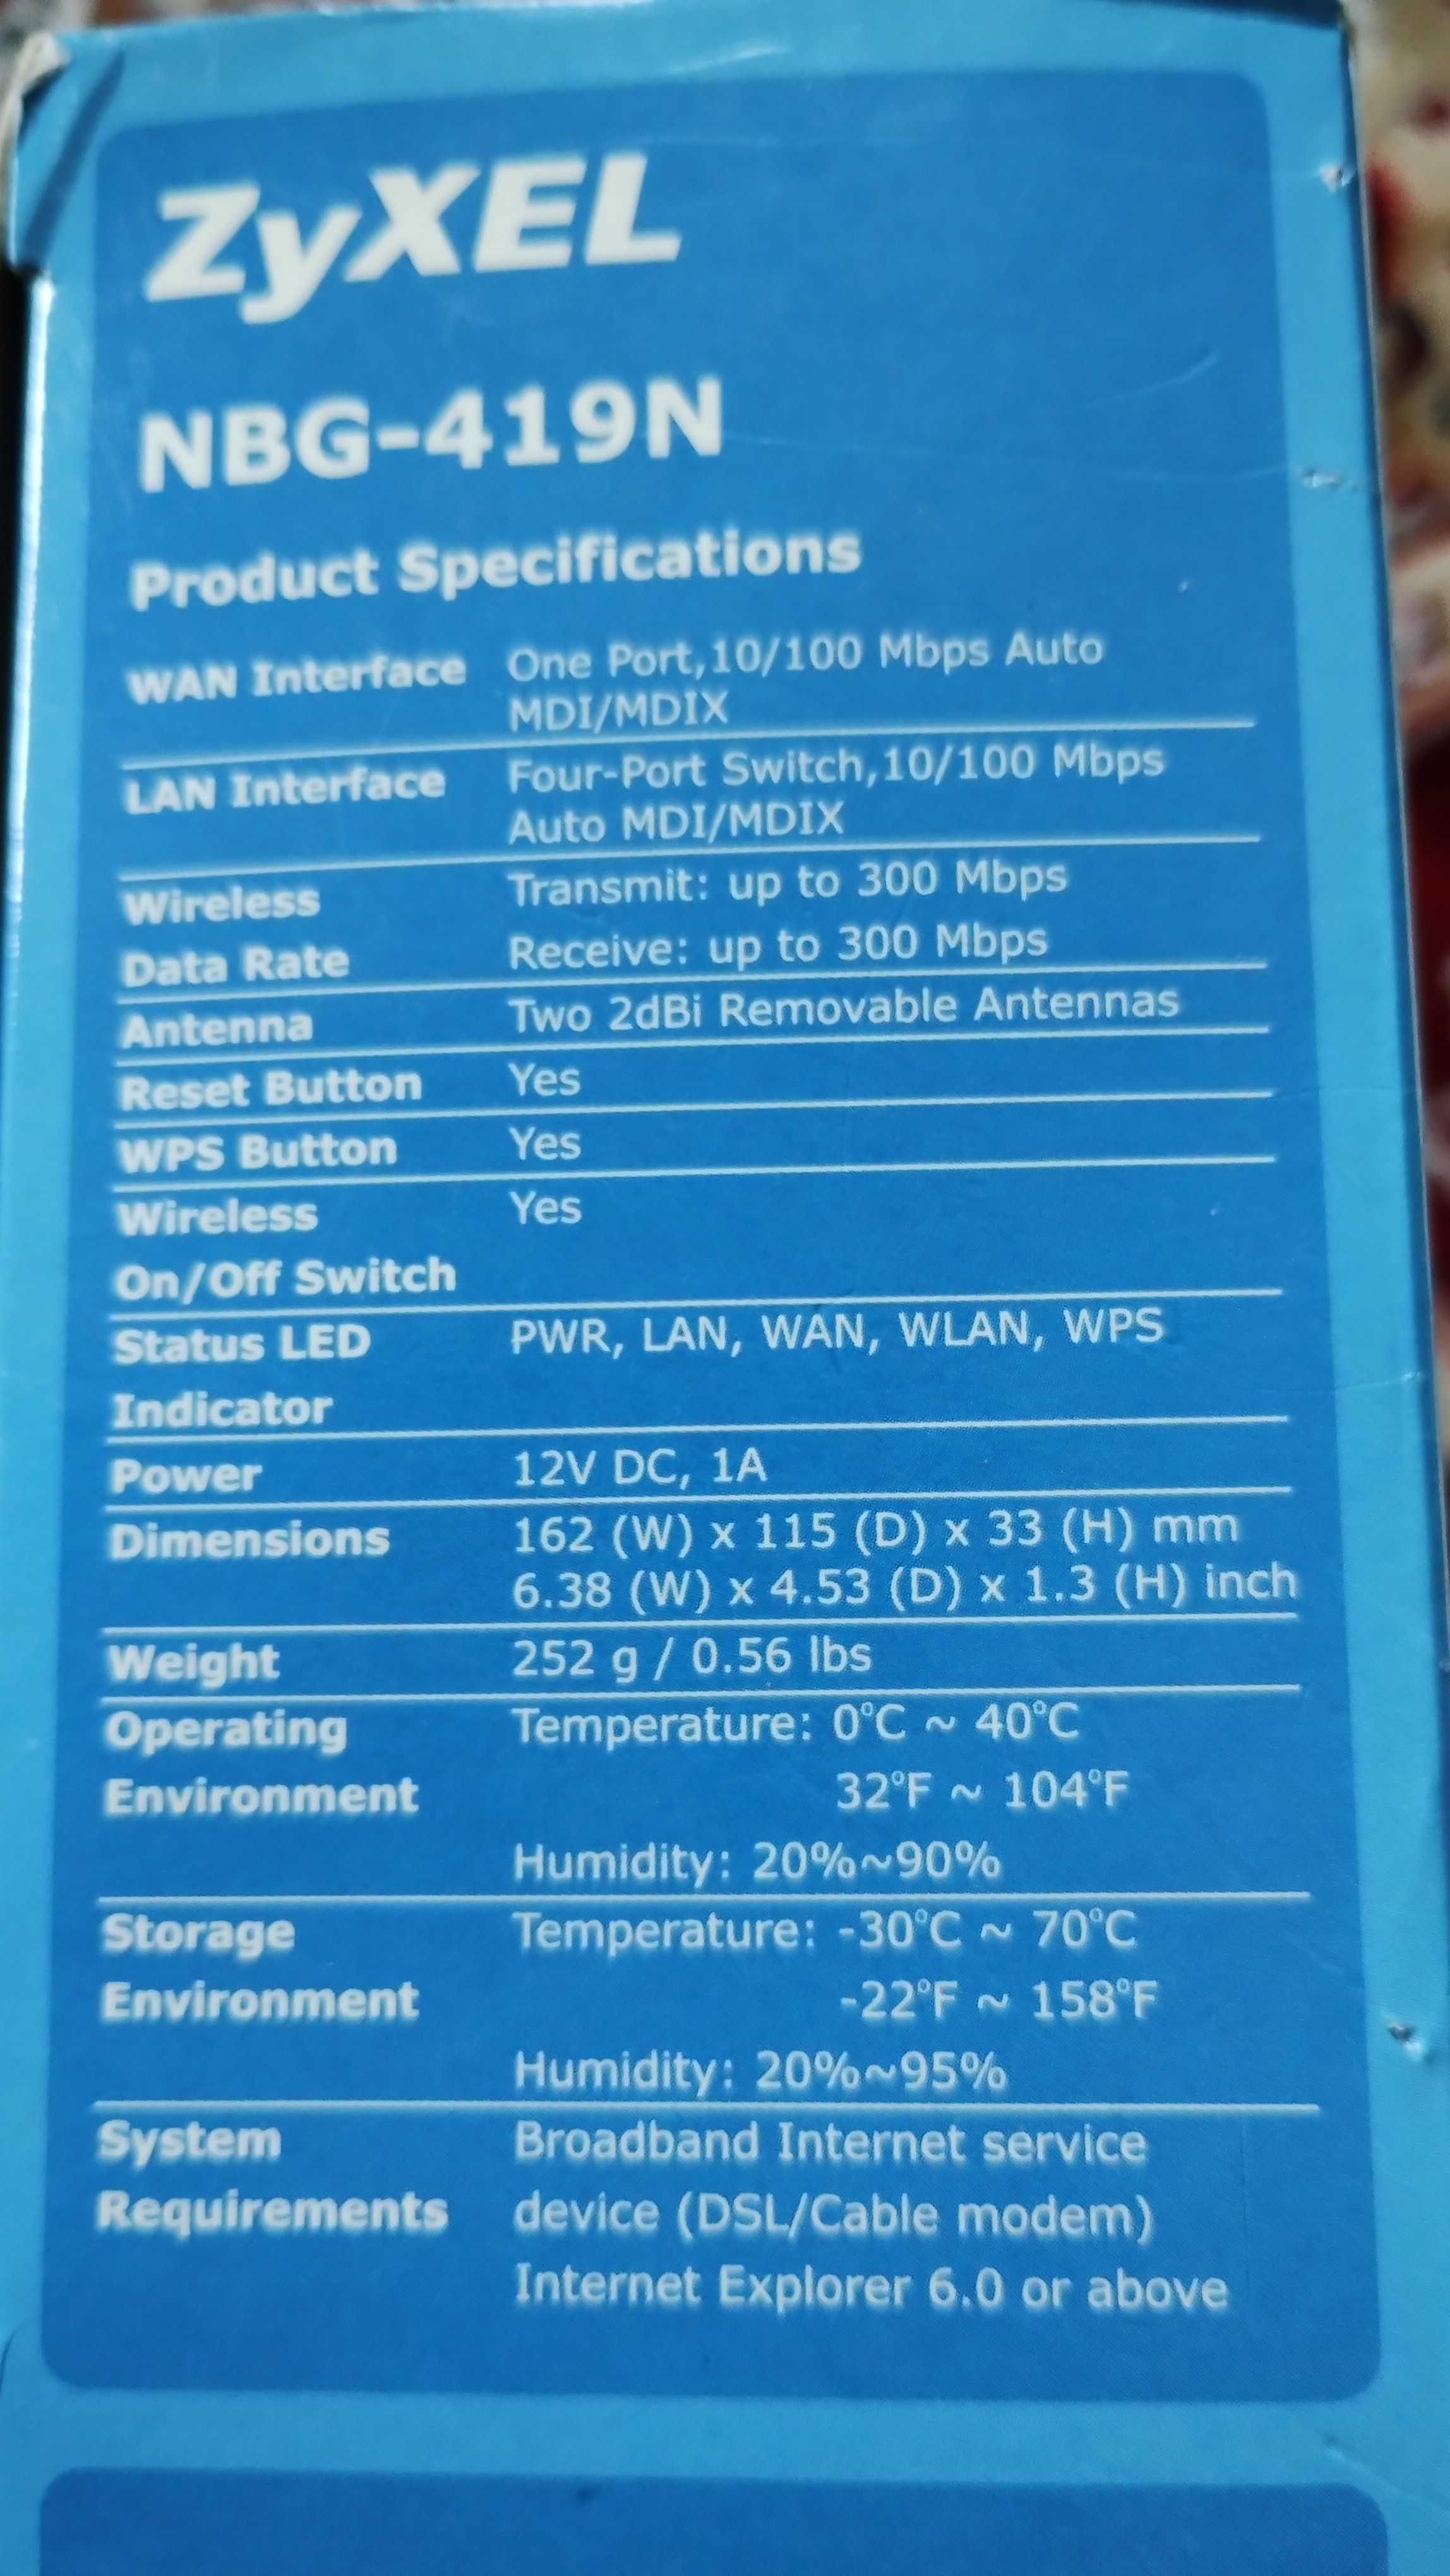 ZyXEL
NBG-419N
Product Specifications
WAN Interface One Port,10/100 Mbps Auto
MDI/MDIX
LAN Interface Four-Port Switch,10/100 Mbps
Auto MDI/MDIX
Wireless Transmit: up to 300 Mbps
Data Rate Receive: up to 300 Mbps
Antenna Two 2dBi Removable Antennas
Reset Button Yes
WPS Button Yes
Wireless Yes
On/Off Switch
Status LED PWR, LAN, WAN, WLAN, WPS
Indicator
Power 12V DC, 1A
Dimensions 162 (W) x 115 (D) x 33 (H) mm
6.38 (W) x 4.53 (D) x 1.3 (H) inch
Weight 252 g / 0.56 lbs
Operating Temperature: 0°C ~ 40°C
Environment 32°F ~ 104°F
Humidity: 20%~90%
Storage Temperature: -30°C ~ 70°C
Environment -22°F ~ 158°F
Humidity: 20%~95%
System Broadband Internet service
Requirements device (DSL/Cable modem)
Internet Explorer 6.0 or above